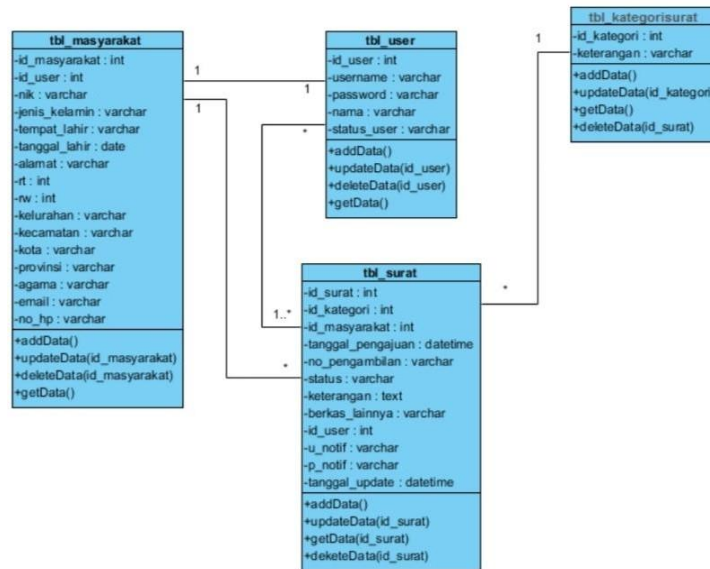 tbl_masyarakat
-id_masyarakat : int
-id_user : int
-nik : varchar
-jenis_kelamin : varchar
-tempat_lahir : varchar
-tanggal_lahir : date
-alamat : varchar
-rt : int
-rw : int
-kelurahan : varchar
-kecamatan : varchar
-kota : varchar
-provinsi : varchar
-agama : varchar
-email : varchar
-no_hp : varchar
+addData()
+updateData(id_masyarakat)
+deleteData(id_masyarakat)
+getData()
1
1
1
*
tbl_user
-id_user : int
-username : varchar
-password : varchar
-nama : varchar
-status_user : varchar
+addData()
+updateData(id_user)
+deleteData(id_user)
+getData()
1
tbl_kategorisurat
-id_kategori : int
-keterangan : varchar
+addData()
+updateData(id_kategori
+getData()
+deleteData(id_surat)
1..*
*
*
tbl_surat
-id_surat : int
-id_kategori : int
-id_masyarakat : int
-tanggal_pengajuan : datetime
-no_pengambilan : varchar
-status : varchar
-keterangan : text
-berkas_lainnya : varchar
-id_user : int
-u_notif : varchar
-p_notif : varchar
-tanggal_update : datetime
+addData()
+updateData(id_surat)
+getData(id_surat)
+deketeData(id_surat)